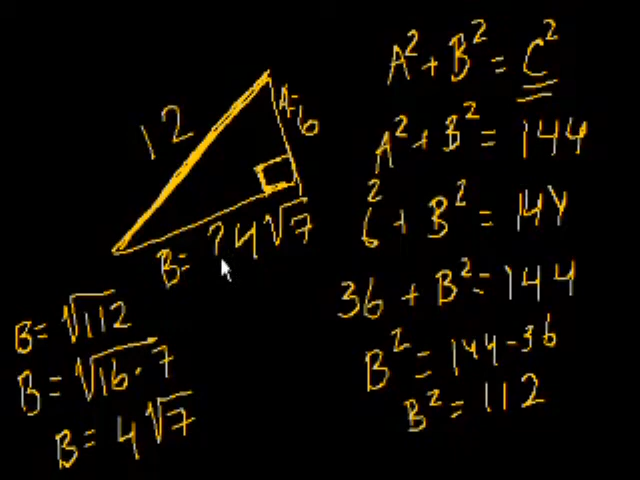 A² + B² = C²
A² + B² = 144
6² + B² = 144
36 + B² = 144
B² = 144 - 36
B² = 112
12
A=
6
B= ? 4√7
B= √112
B= √16 · 7
B= 4√7